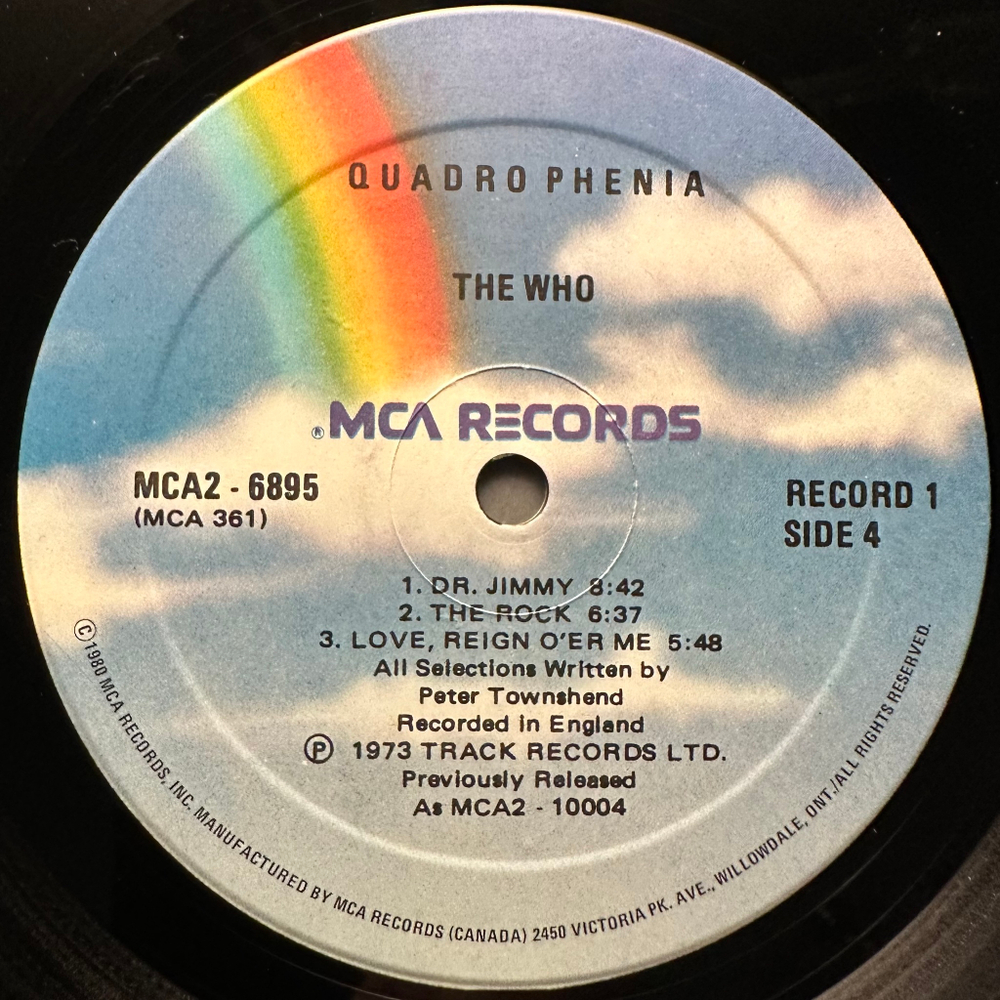 QUADROPHENIA
THE WHO
®MCA RECORDS
MCA2 - 6895
(MCA 361)
RECORD 1
SIDE 4
1. DR. JIMMY 8:42
2. THE ROCK 6:37
3. LOVE, REIGN O'ER ME 5:48
All Selections Written by
Peter Townshend
Recorded in England
Ⓟ 1973 TRACK RECORDS LTD.
Previously Released
As MCA2 - 10004
©1980 MCA RECORDS, INC. MANUFACTURED BY MCA RECORDS (CANADA) 2450 VICTORIA PK. AVE., WILLOWDALE, ONT./ALL RIGHTS RESERVED.